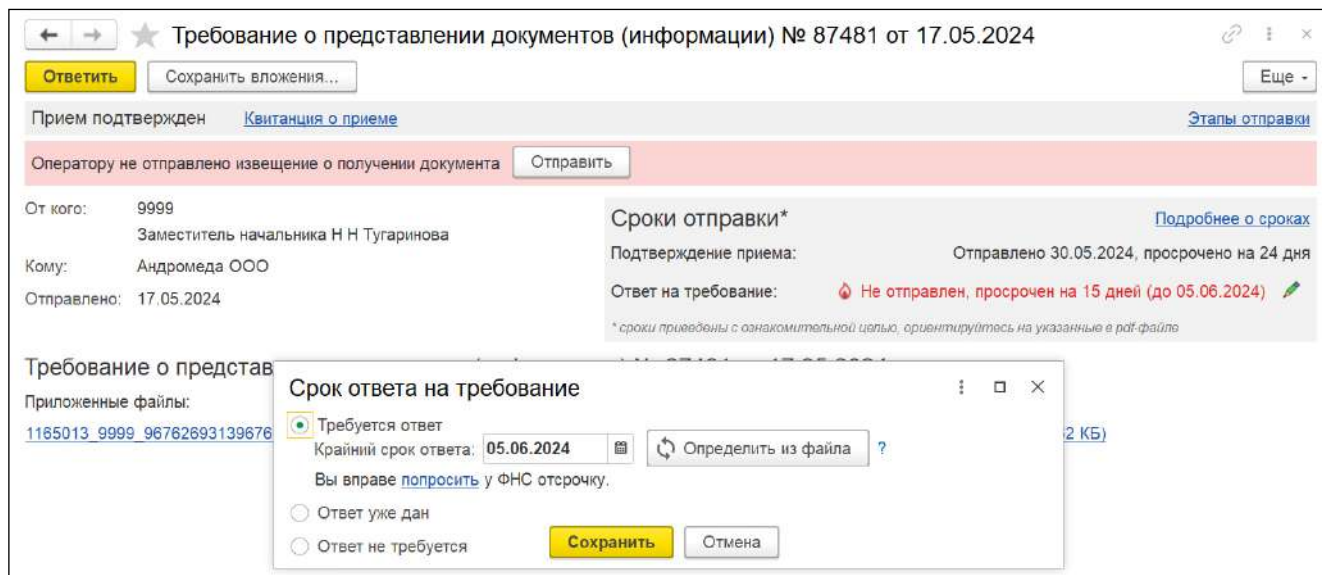 Требование о представлении документов (информации) № 87481 от 17.05.2024
Ответить Сохранить вложения... Еще
Прием подтвержден Квитанция о приеме Этапы отправки
Оператору не отправлено извещение о получении документа Отправить
От кого: 9999
Заместитель начальника Н Н Тугаринова
Кому: Андромеда ООО
Отправлено: 17.05.2024
Сроки отправки* Подробнее о сроках
Подтверждение приема: Отправлено 30.05.2024, просрочено на 24 дня
Ответ на требование: Не отправлен, просрочен на 15 дней (до 05.06.2024)
* сроки приведены с ознакомительной целью, ориентируйтесь на указанные в pdf-файле
Требование о представ
Приложенные файлы:
1165013_9999_96762693139676 2 КБ)
Срок ответа на требование
Требуется ответ
Крайний срок ответа: 05.06.2024 Определить из файла ?
Вы вправе попросить у ФНС отсрочку.
Ответ уже дан
Ответ не требуется
Сохранить Отмена